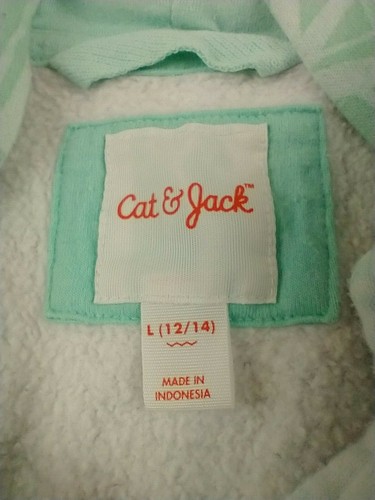 Cat & Jack™
L (12/14)
MADE IN
INDONESIA